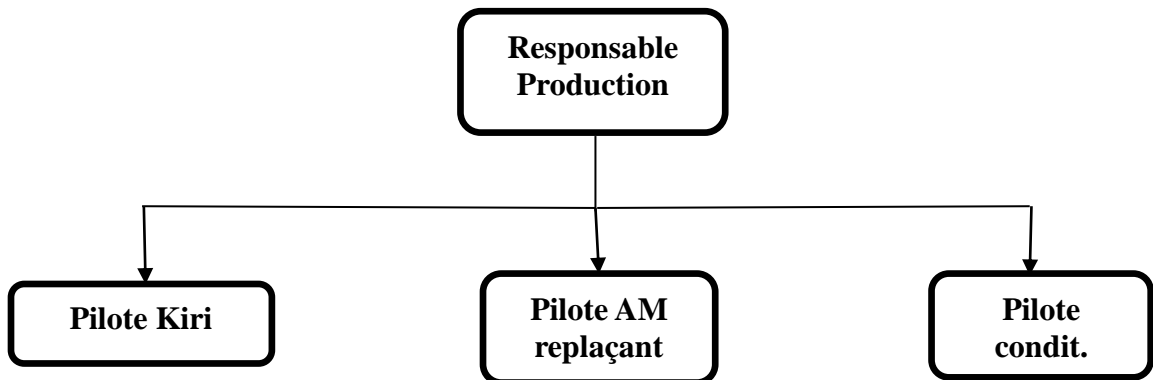 Responsable
Production
Pilote Kiri
Pilote AM
replaçant
Pilote
condit.